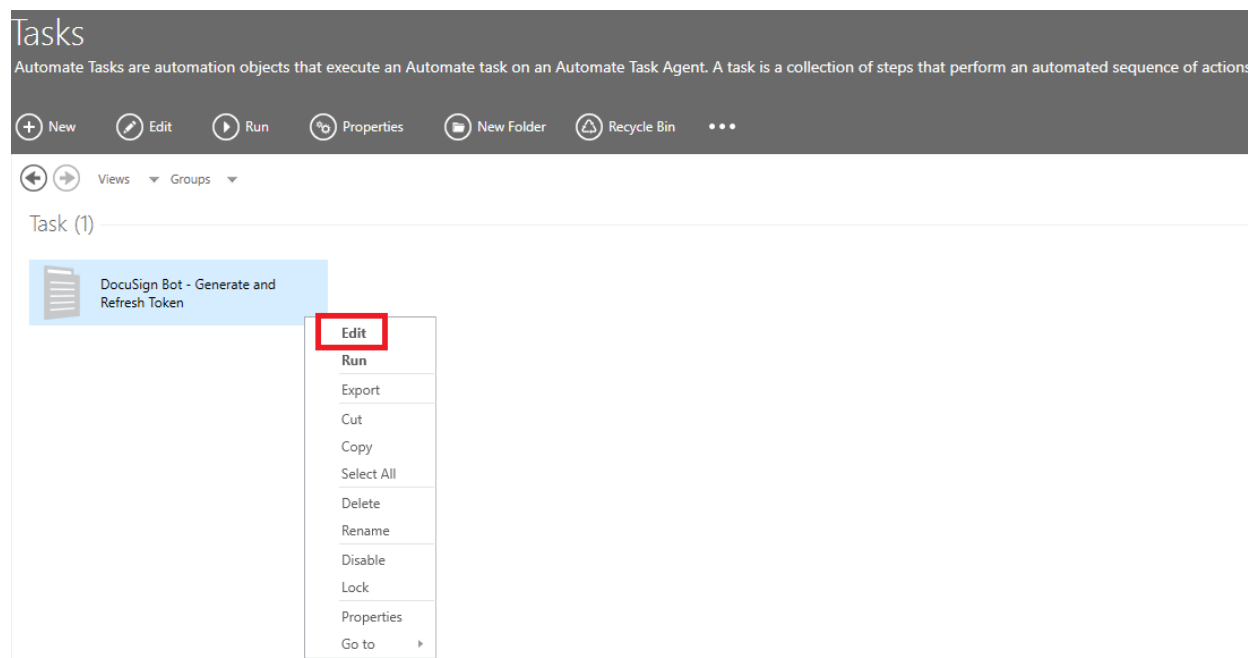 Tasks
Automate Tasks are automation objects that execute an Automate task on an Automate Task Agent. A task is a collection of steps that perform an automated sequence of actions
New Edit Run Properties New Folder Recycle Bin
Views Groups
Task (1)
DocuSign Bot - Generate and
Refresh Token
Edit
Run
Export
Cut
Copy
Select All
Delete
Rename
Disable
Lock
Properties
Go to